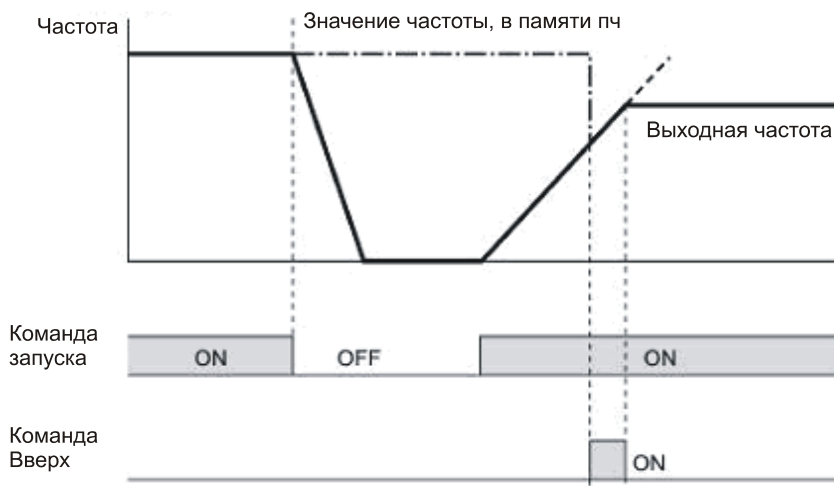 Частота
Значение частоты, в памяти пч
Выходная частота
Команда
запуска
ON
OFF
ON
Команда
Вверх
ON